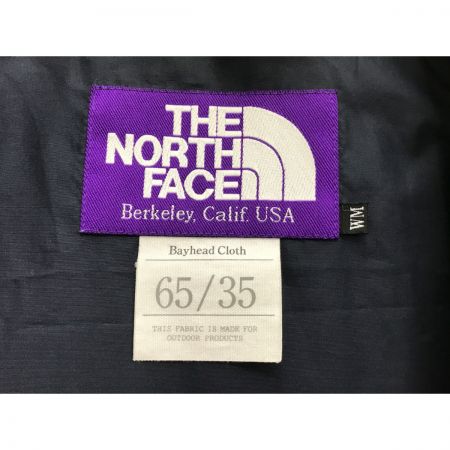 THE
NORTH
FACE
Berkeley, Calif. USA
WM
Bayhead Cloth
65/35
THIS FABRIC IS MADE FOR
OUTDOOR PRODUCTS